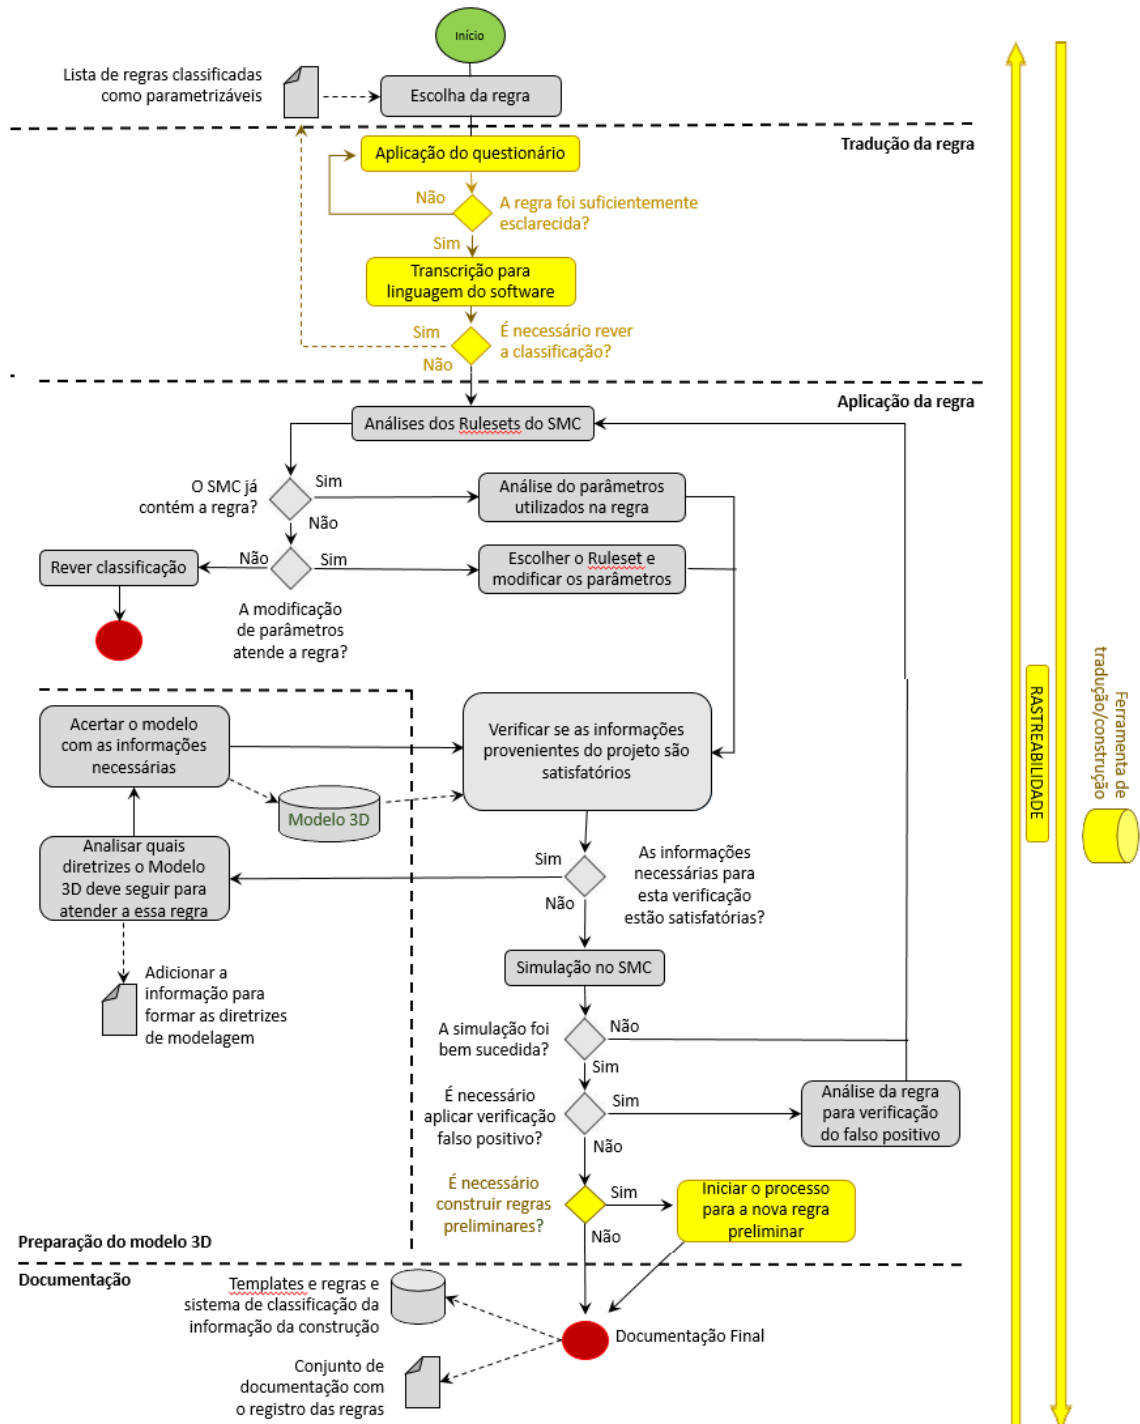 Início
Lista de regras classificadas
como parametrizáveis
Escolha da regra
Tradução da regra
Aplicação do questionário
Não
A regra foi suficientemente
esclarecida?
Sim
Transcrição para
linguagem do software
Sim
É necessário rever
a classificação?
Não
Aplicação da regra
Análises dos Rulesets do SMC
O SMC já
contém a regra?
Sim
Análise do parâmetros
utilizados na regra
Não
Rever classificação
Não
Sim
Escolher o Ruleset e
modificar os parâmetros
A modificação
de parâmetros
atende a regra?
Acertar o modelo
com as informações
necessárias
Verificar se as informações
provenientes do projeto são
satisfatórios
Modelo 3D
Analisar quais
diretrizes o Modelo
3D deve seguir para
atender a essa regra
Sim
As informações
necessárias para
esta verificação
estão satisfatórias?
Não
Simulação no SMC
Adicionar a
informação para
formar as diretrizes
de modelagem
A simulação foi
bem sucedida?
Não
Sim
É necessário
aplicar verificação
falso positivo?
Sim
Análise da regra
para verificação
do falso positivo
Não
É necessário
construir regras
preliminares?
Sim
Iniciar o processo
para a nova regra
preliminar
Não
Preparação do modelo 3D
Documentação
Templates e regras e
sistema de classificação da
informação da construção
Documentação Final
Conjunto de
documentação com
o registro das regras
RASTREABILIDADE
Ferramenta de
tradução/construção